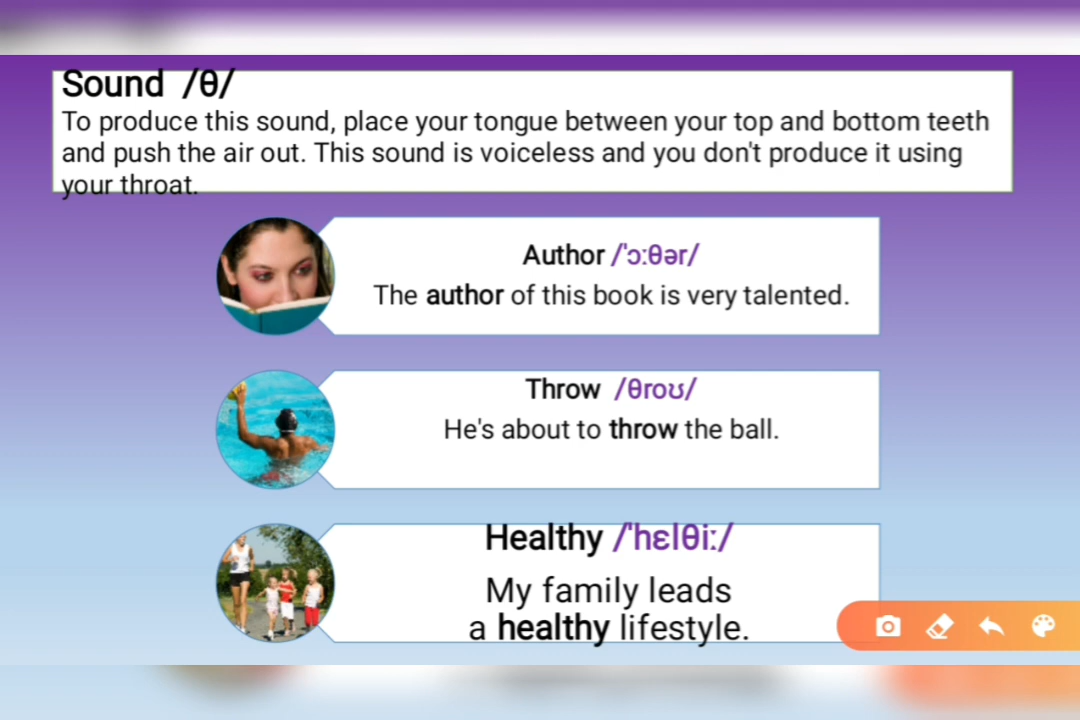 Sound /θ/
To produce this sound, place your tongue between your top and bottom teeth
and push the air out. This sound is voiceless and you don't produce it using
your throat.
Author /'ɔːθər/
The author of this book is very talented.
Throw /θroʊ/
He's about to throw the ball.
Healthy /'hɛlθiː/
My family leads
a healthy lifestyle.